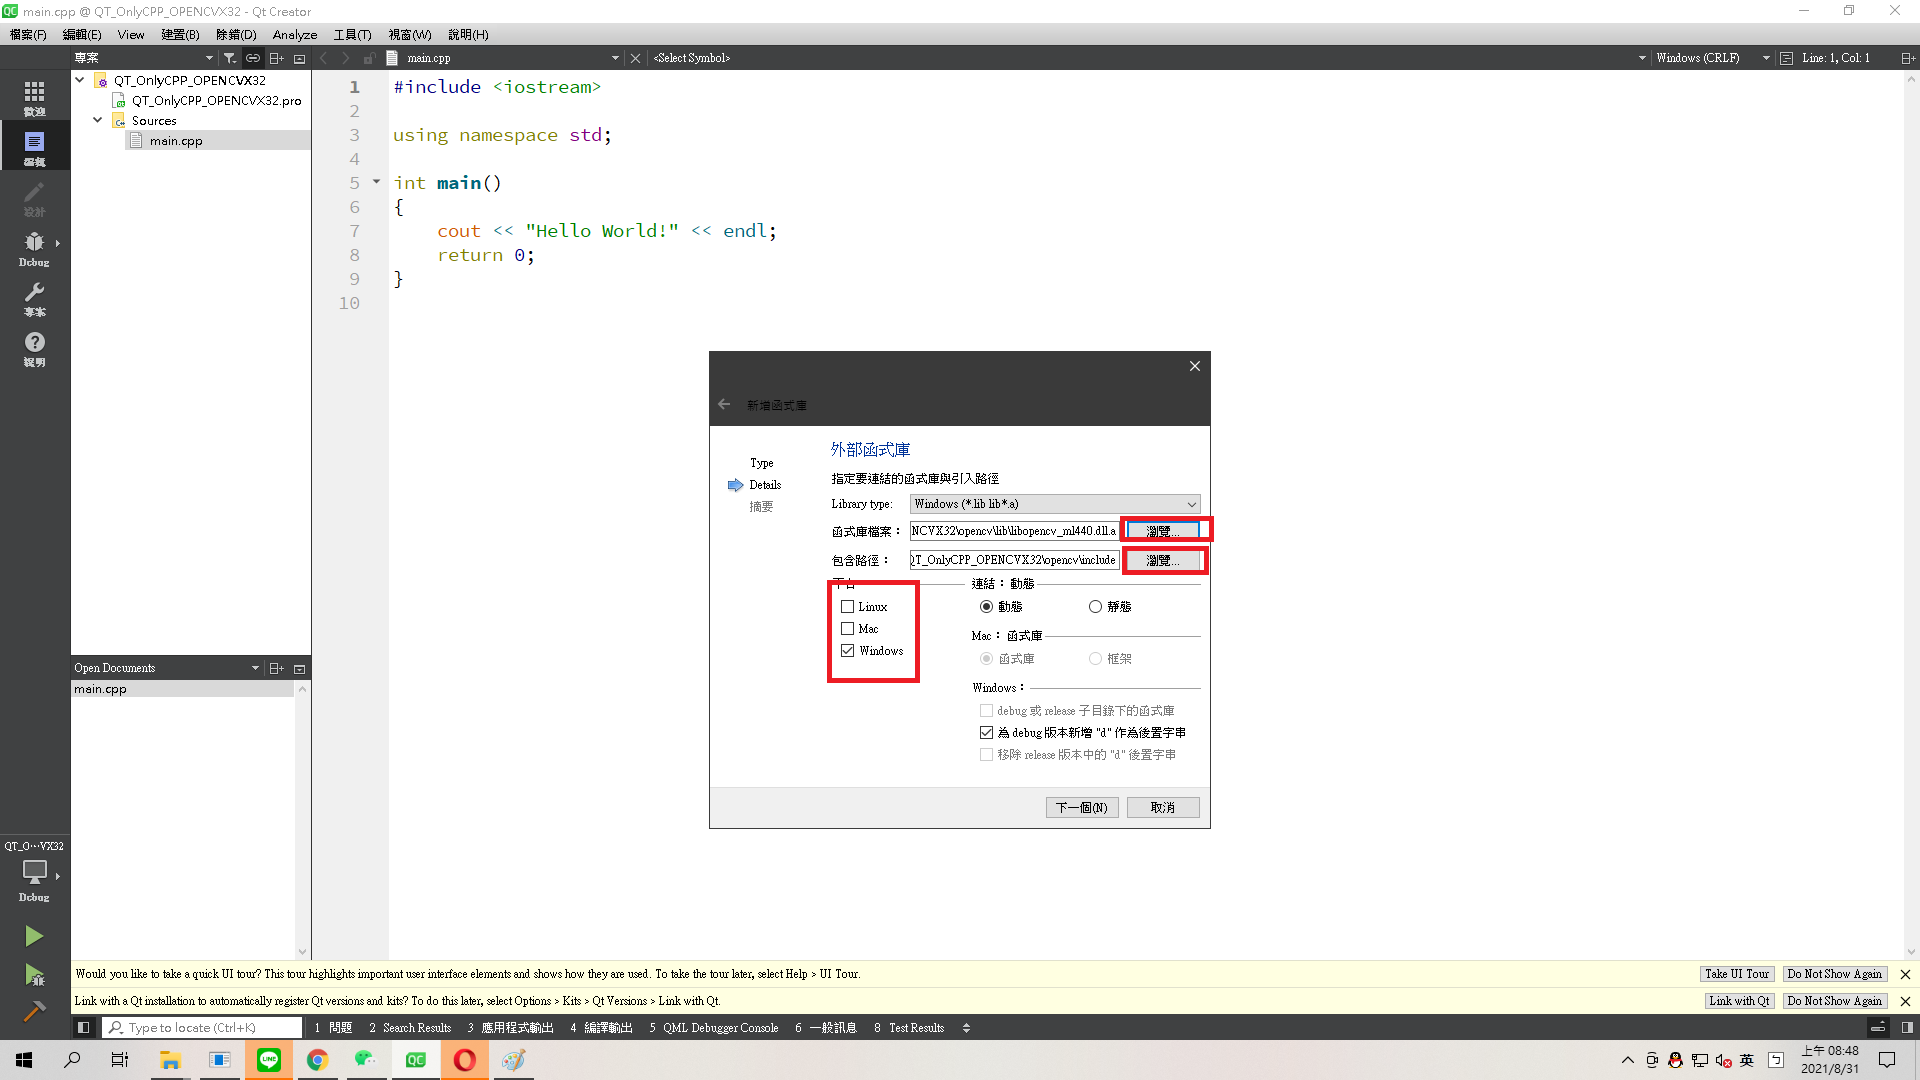 main.cpp @ QT_OnlyCPP_OPENCVX32 - Qt Creator
檔案(F) 編輯(E) View 建置(B) 除錯(D) Analyze 工具(T) 視窗(W) 說明(H)
專案
main.cpp
<Select Symbol>
Windows (CRLF)
Line: 1, Col: 1
歡迎
編輯
設計
Debug
專案
說明
QT_OnlyCPP_OPENCVX32
QT_OnlyCPP_OPENCVX32.pro
Sources
main.cpp
1 #include <iostream>
2
3 using namespace std;
4
5 int main()
6 {
7 cout << "Hello World!" << endl;
8 return 0;
9 }
10
新增函式庫
Type
Details
摘要
外部函式庫
指定要連結的函式庫與引入路徑
Library type: Windows (*.lib lib*.a)
函式庫檔案： NCVX32\opencv\lib\libopencv_ml440.dll.a 瀏覽...
包含路徑： QT_OnlyCPP_OPENCVX32\opencv\include 瀏覽...
平台
Linux
Mac
Windows
連結： 動態
動態 靜態
Mac： 函式庫
函式庫 框架
Windows：
debug 或 release 子目錄下的函式庫
為 debug 版本新增 "d" 作為後置字串
移除 release 版本中的 "d" 後置字串
下一個(N) 取消
Open Documents
main.cpp
QT_O···VX32
Debug
Would you like to take a quick UI tour? This tour highlights important user interface elements and shows how they are used. To take the tour later, select Help > UI Tour.
Take UI Tour Do Not Show Again
Link with a Qt installation to automatically register Qt versions and kits? To do this later, select Options > Kits > Qt Versions > Link with Qt.
Link with Qt Do Not Show Again
Type to locate (Ctrl+K)
1 問題 2 Search Results 3 應用程式輸出 4 編譯輸出 5 QML Debugger Console 6 一般訊息 8 Test Results
LINE
QC
英
上午 08:48
2021/8/31